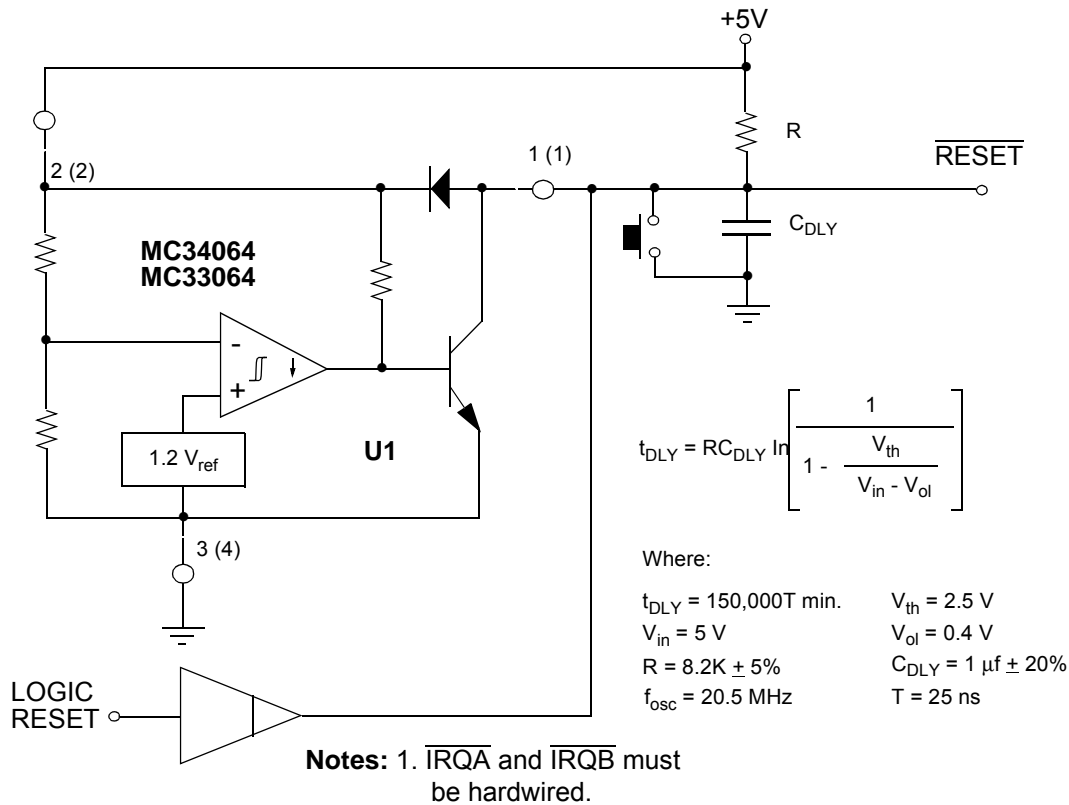 +5V
R
RESET
2 (2)
1 (1)
C_DLY
MC34064
MC33064
-
+
1.2 V_ref
U1
t_DLY = RC_DLY ln [ 1 / ( 1 - V_th / ( V_in - V_ol ) ) ]
3 (4)
Where:
t_DLY = 150,000T min.
V_th = 2.5 V
V_in = 5 V
V_ol = 0.4 V
R = 8.2K ± 5%
C_DLY = 1 μf ± 20%
f_osc = 20.5 MHz
T = 25 ns
LOGIC
RESET
Notes: 1. IRQA and IRQB must
be hardwired.